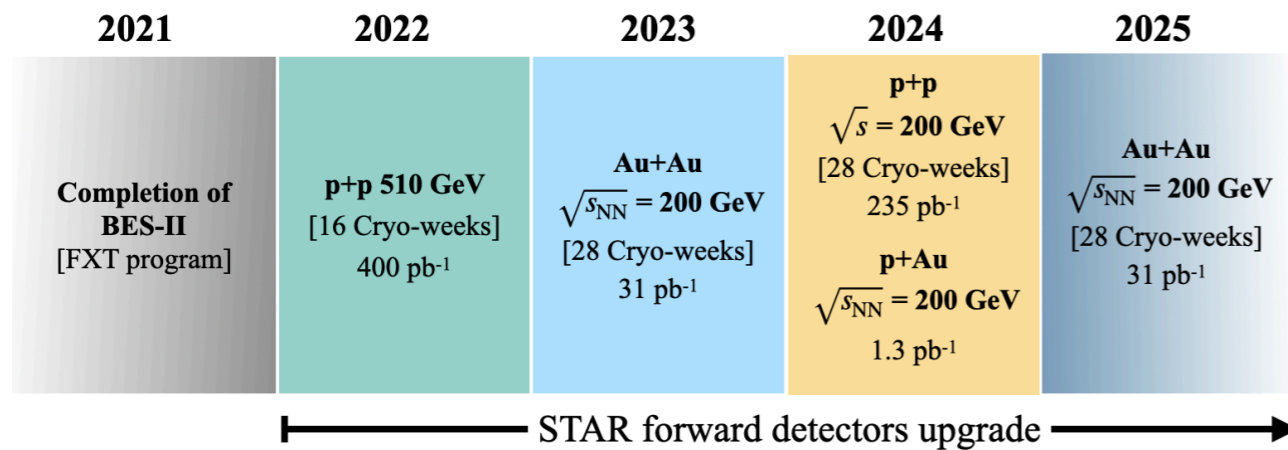 2021
Completion of
BES-II
[FXT program]
2022
p+p 510 GeV
[16 Cryo-weeks]
400 pb⁻¹
2023
Au+Au
√s_NN = 200 GeV
[28 Cryo-weeks]
31 pb⁻¹
2024
p+p
√s = 200 GeV
[28 Cryo-weeks]
235 pb⁻¹
p+Au
√s_NN = 200 GeV
1.3 pb⁻¹
2025
Au+Au
√s_NN = 200 GeV
[28 Cryo-weeks]
31 pb⁻¹
STAR forward detectors upgrade